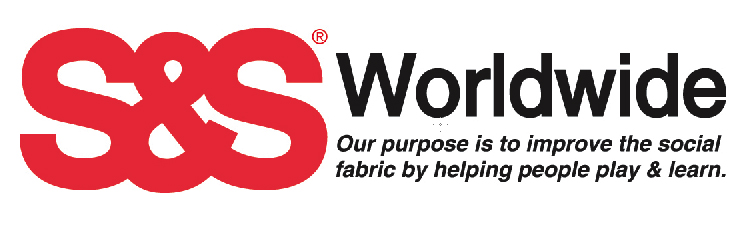 S&S® Worldwide
Our purpose is to improve the social
fabric by helping people play & learn.